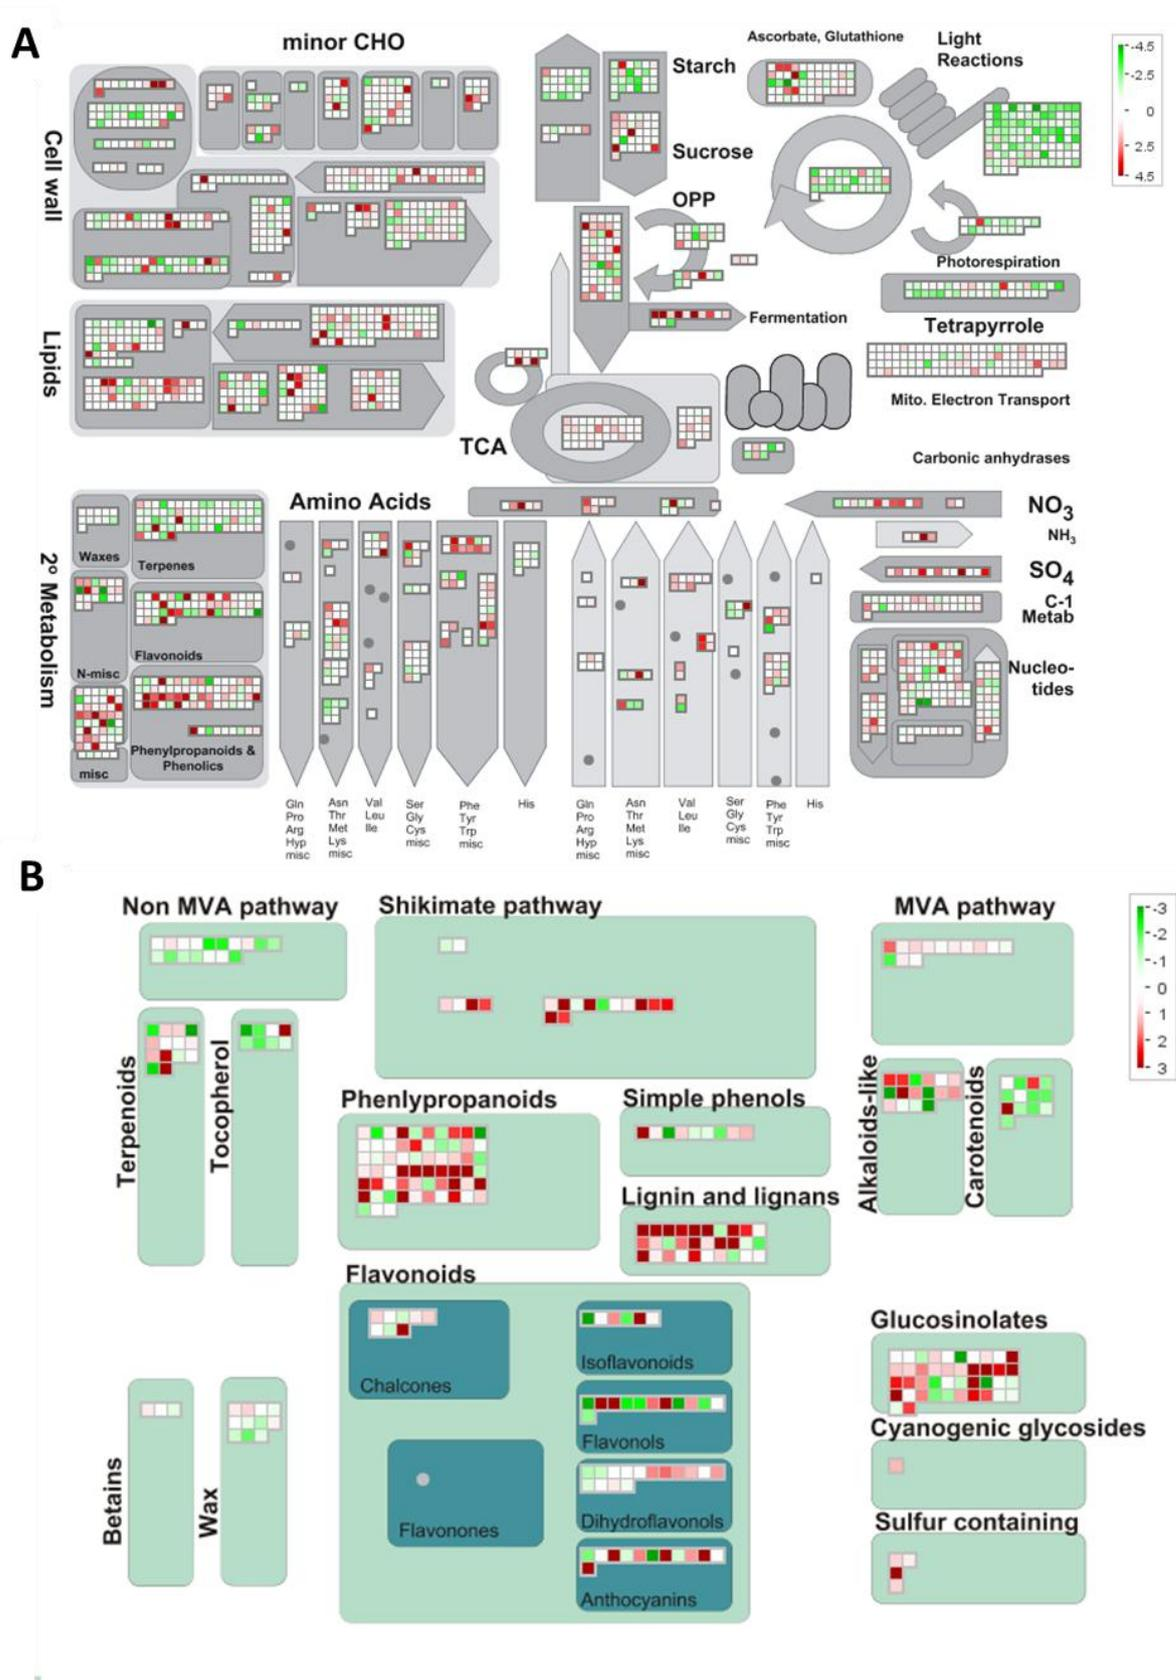 A
minor CHO
Cell wall
Lipids
2º Metabolism
Waxes
Terpenes
N-misc
Flavonoids
misc
Phenylpropanoids &
Phenolics
Starch
Sucrose
OPP
Fermentation
TCA
Ascorbate, Glutathione
Light
Reactions
-4.5
-2.5
0
2.5
4.5
Photorespiration
Tetrapyrrole
Mito. Electron Transport
Carbonic anhydrases
Amino Acids
NO3
NH3
SO4
C-1
Metab
Nucleo-
tides
Gln
Pro
Arg
Hyp
misc
Asn
Thr
Met
Lys
misc
Val
Leu
Ile
Ser
Gly
Cys
misc
Phe
Tyr
Trp
misc
His
Gln
Pro
Arg
Hyp
misc
Asn
Thr
Met
Lys
misc
Val
Leu
Ile
Ser
Gly
Cys
misc
Phe
Tyr
Trp
misc
His
B
Non MVA pathway
Shikimate pathway
MVA pathway
-3
-2
-1
0
1
2
3
Terpenoids
Tocopherol
Phenlypropanoids
Simple phenols
Lignin and lignans
Alkaloids-like
Carotenoids
Flavonoids
Chalcones
Flavonones
Isoflavonoids
Flavonols
Dihydroflavonols
Anthocyanins
Betains
Wax
Glucosinolates
Cyanogenic glycosides
Sulfur containing